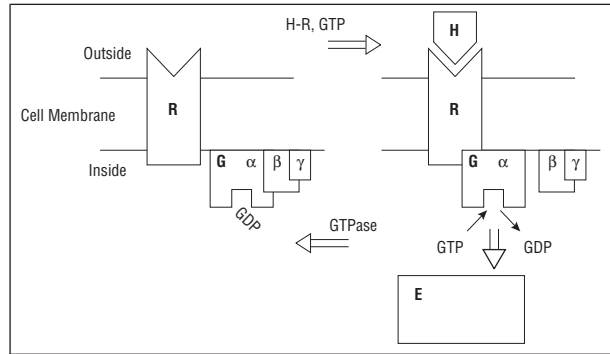 H-R, GTP
H
Outside
R
R
Cell Membrane
G α β γ
G α β γ
Inside
GDP
GTPase
GTP
GDP
E